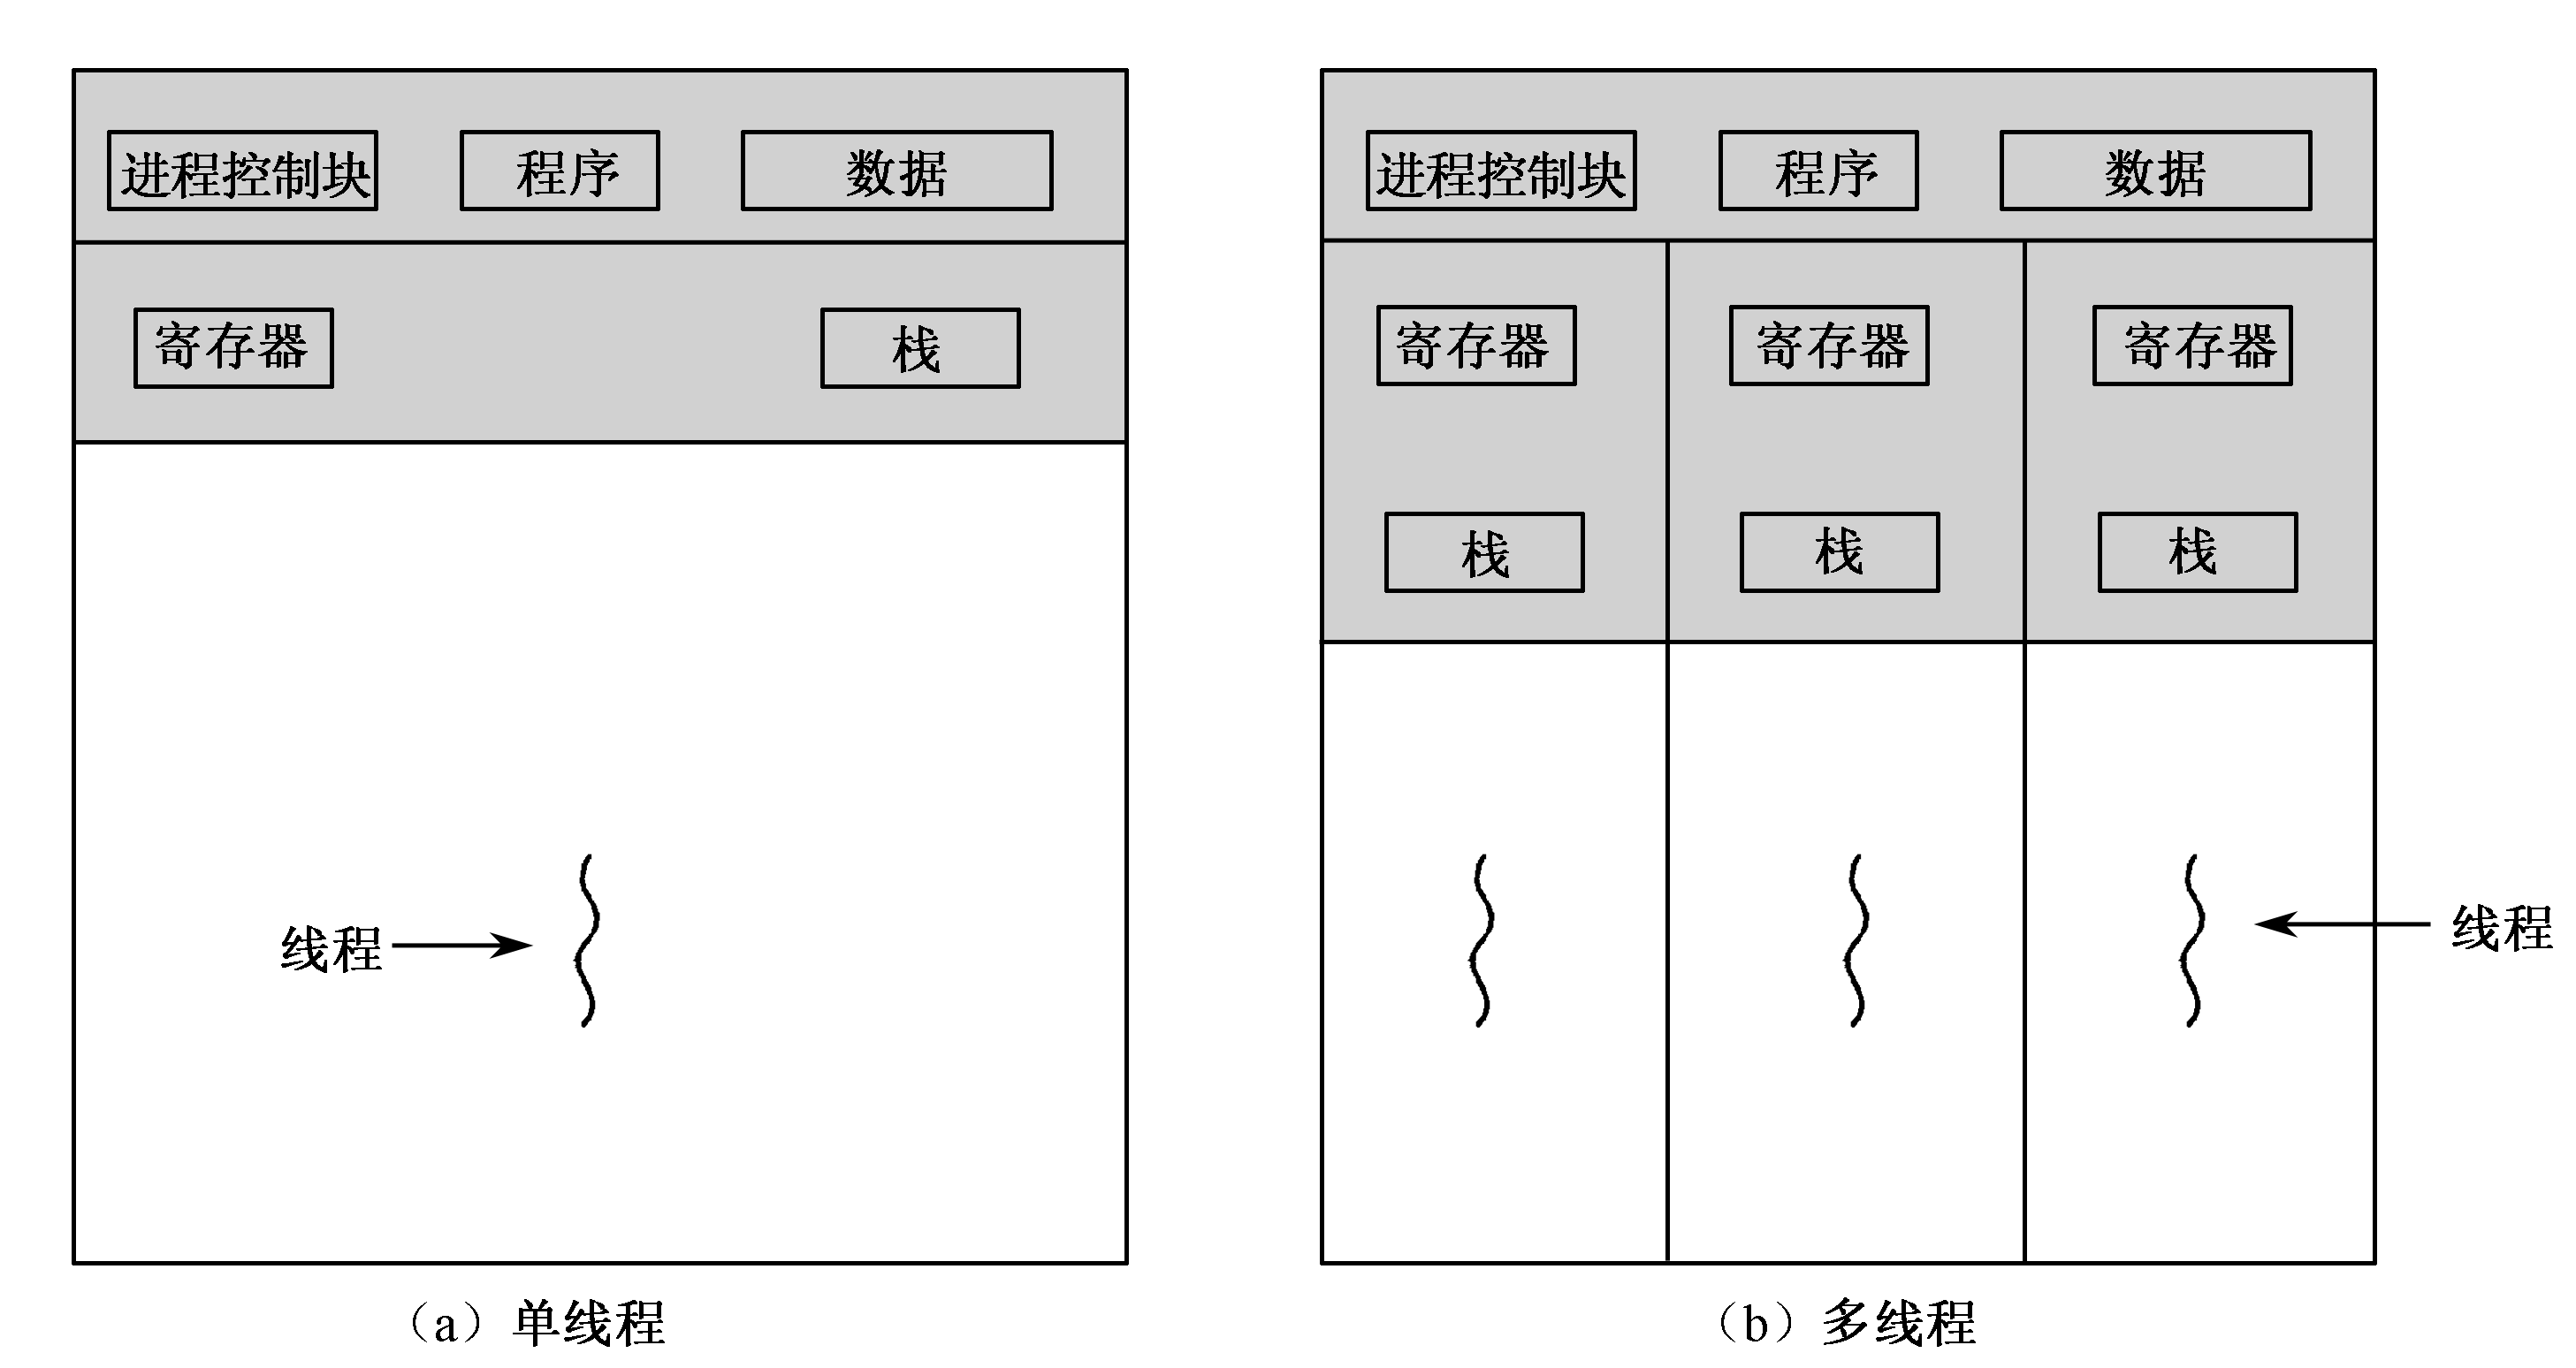 进程控制块 程序 数据
寄存器 栈
线程
(a)单线程
进程控制块 程序 数据
寄存器 寄存器 寄存器
栈 栈 栈
线程
(b)多线程